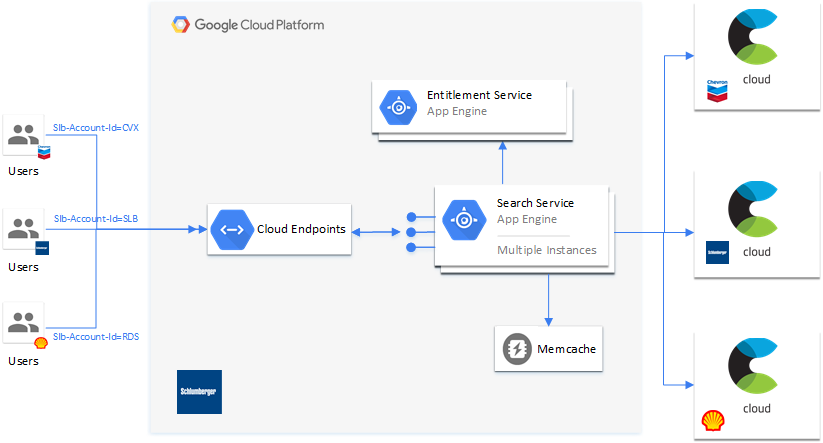 Google Cloud Platform
Chevron
cloud
Entitlement Service
App Engine
Slb-Account-Id=CVX
Users
Search Service
App Engine
Multiple Instances
Slb-Account-Id=SLB
Cloud Endpoints
Users
Schlumberger
cloud
Slb-Account-Id=RDS
Users
Memcache
Schlumberger
cloud